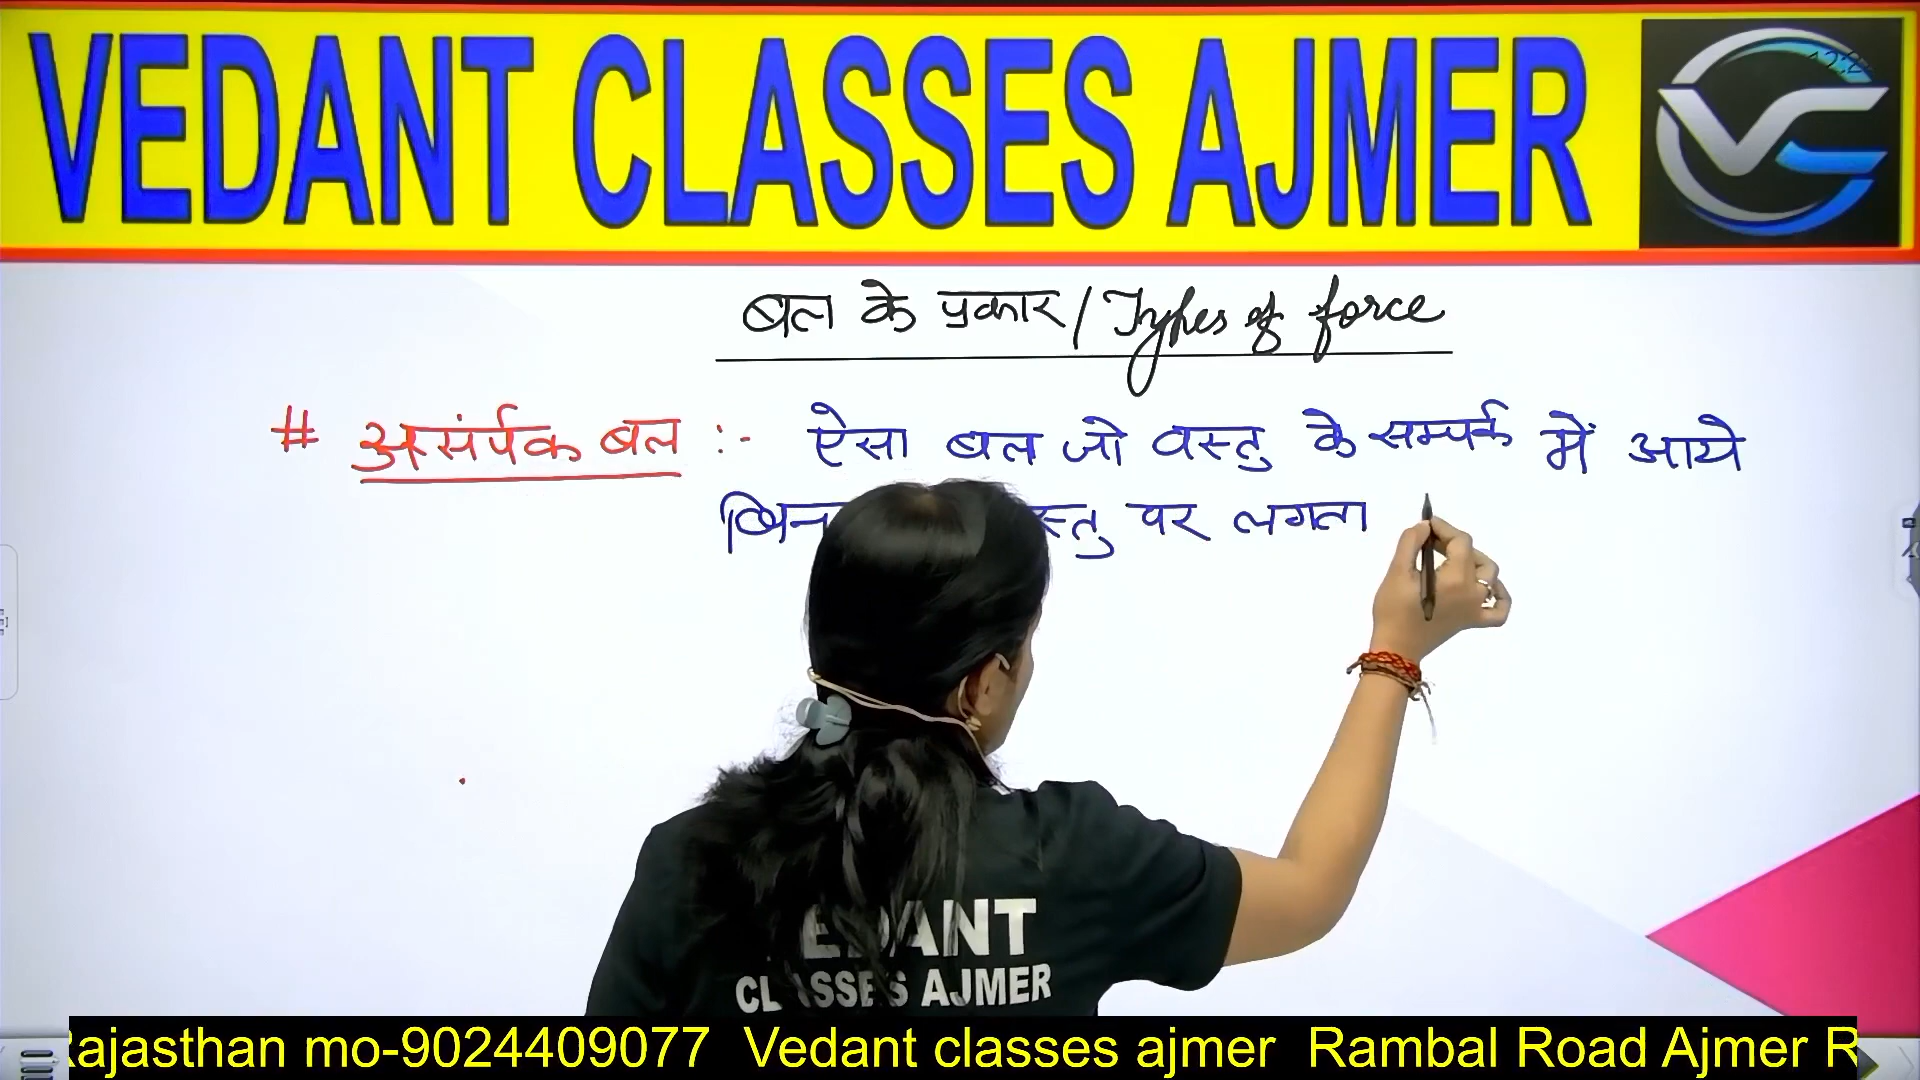 VEDANT CLASSES AJMER
बल के प्रकार / Types of force
# असंर्पक बल :- ऐसा बल जो वस्तु के सम्पर्क में आये
पर लगता
VEDANT
CLASSES AJMER
Rajasthan mo-9024409077 Vedant classes ajmer Rambal Road Ajmer R